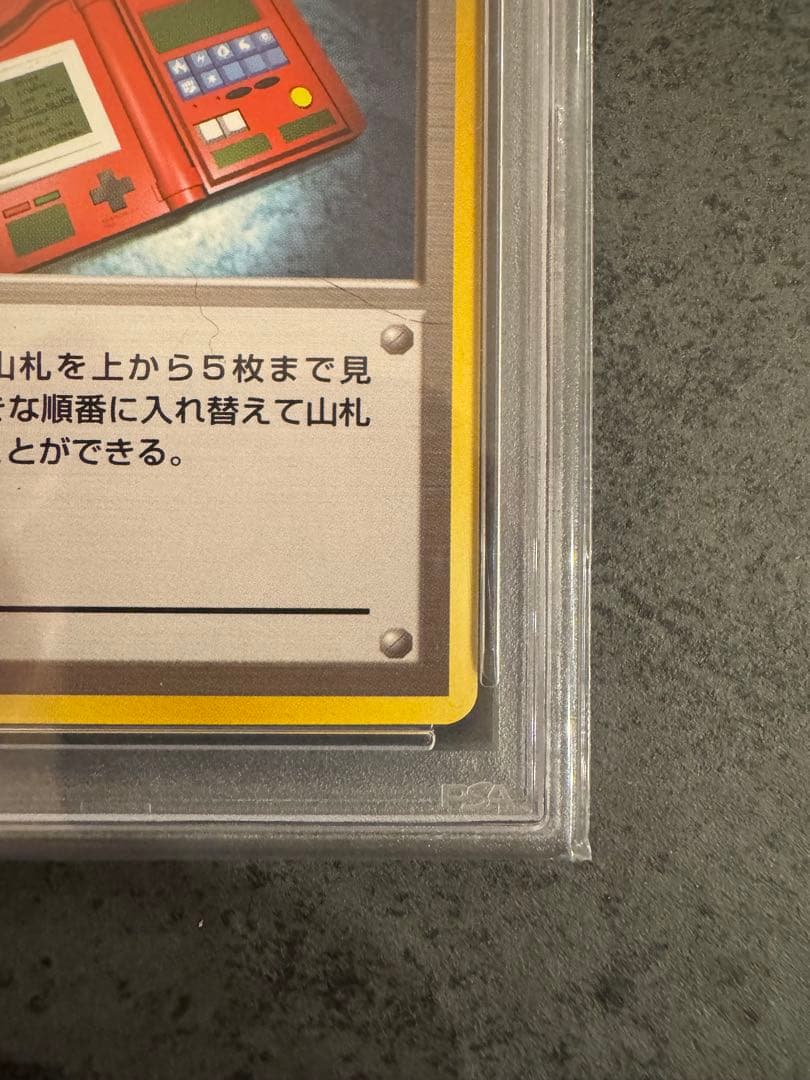 山札を上から5枚まで見
な順番に入れ替えて山札
とができる。
PSA